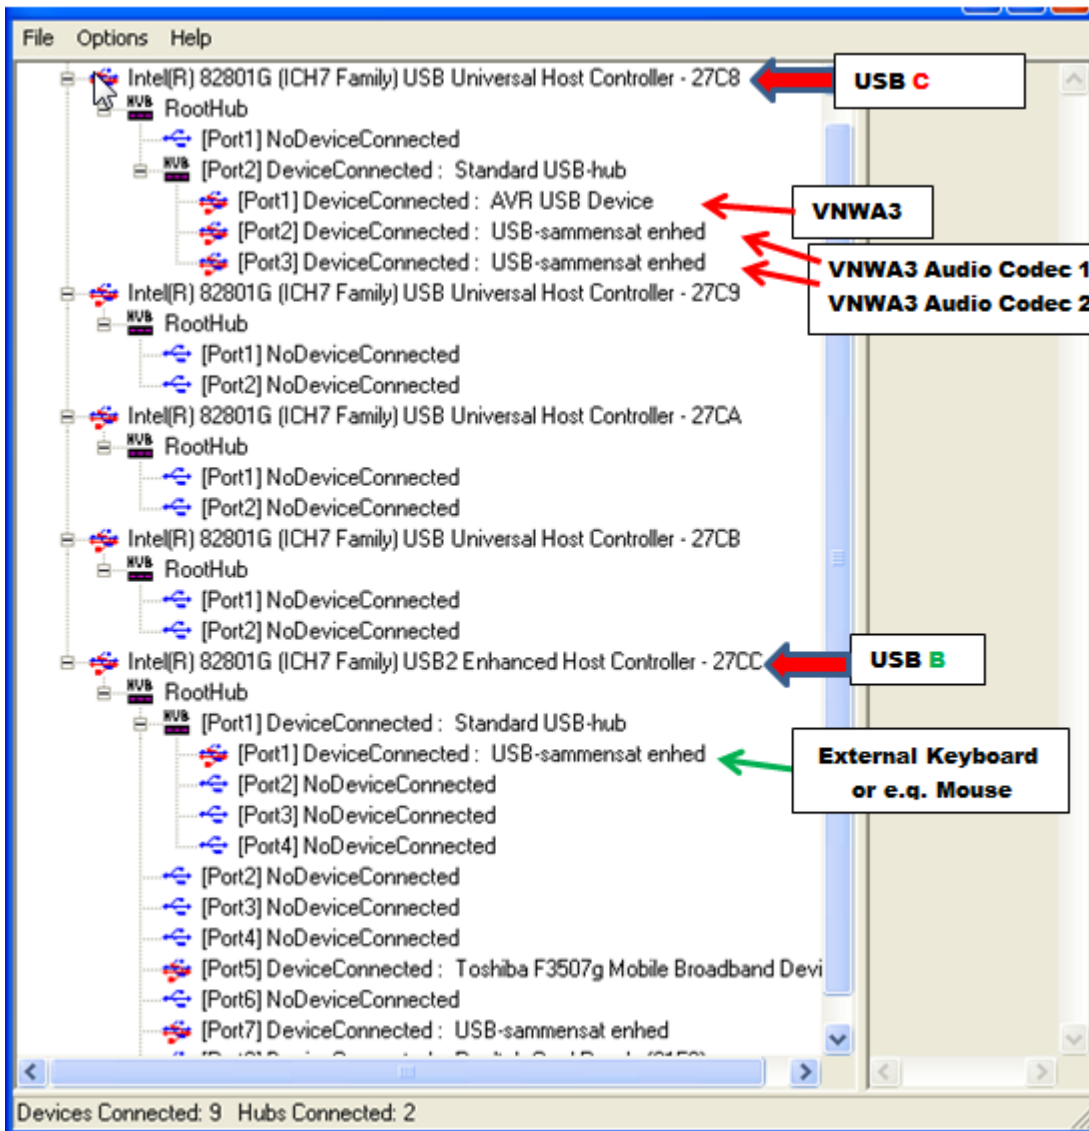 File Options Help
Intel(R) 82801G (ICH7 Family) USB Universal Host Controller - 27C8
USB C
HUB RootHub
[Port1] NoDeviceConnected
HUB [Port2] DeviceConnected : Standard USB-hub
[Port1] DeviceConnected : AVR USB Device
VNWA3
[Port2] DeviceConnected : USB-sammensat enhed
[Port3] DeviceConnected : USB-sammensat enhed
VNWA3 Audio Codec 1
VNWA3 Audio Codec 2
Intel(R) 82801G (ICH7 Family) USB Universal Host Controller - 27C9
HUB RootHub
[Port1] NoDeviceConnected
[Port2] NoDeviceConnected
Intel(R) 82801G (ICH7 Family) USB Universal Host Controller - 27CA
HUB RootHub
[Port1] NoDeviceConnected
[Port2] NoDeviceConnected
Intel(R) 82801G (ICH7 Family) USB Universal Host Controller - 27CB
HUB RootHub
[Port1] NoDeviceConnected
[Port2] NoDeviceConnected
Intel(R) 82801G (ICH7 Family) USB2 Enhanced Host Controller - 27CC
USB B
HUB RootHub
HUB [Port1] DeviceConnected : Standard USB-hub
[Port1] DeviceConnected : USB-sammensat enhed
External Keyboard
or e.g. Mouse
[Port2] NoDeviceConnected
[Port3] NoDeviceConnected
[Port4] NoDeviceConnected
[Port2] NoDeviceConnected
[Port3] NoDeviceConnected
[Port4] NoDeviceConnected
[Port5] DeviceConnected : Toshiba F3507g Mobile Broadband Devi
[Port6] NoDeviceConnected
[Port7] DeviceConnected : USB-sammensat enhed
Devices Connected: 9 Hubs Connected: 2